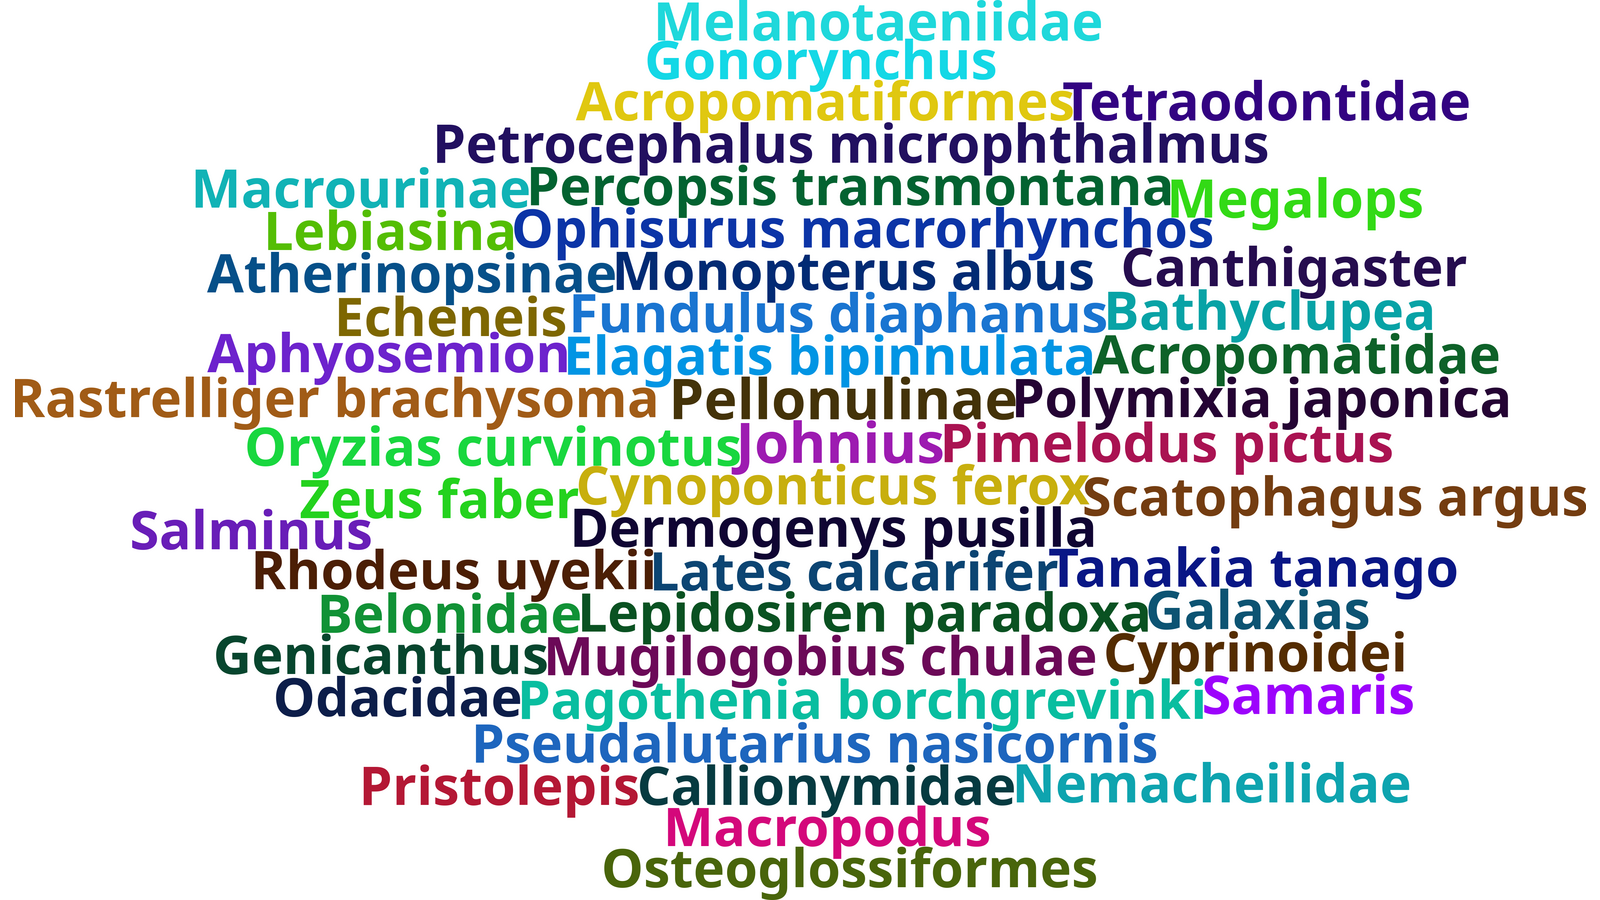 Melanotaeniidae
Gonorynchus
Acropomatiformes Tetraodontidae
Petrocephalus microphthalmus
Macrourinae Percopsis transmontana Megalops
Lebiasina Ophisurus macrorhynchos
Atherinopsinae Monopterus albus Canthigaster
Echeneis Fundulus diaphanus Bathyclupea
Aphyosemion Elagatis bipinnulata Acropomatidae
Rastrelliger brachysoma Pellonulinae Polymixia japonica
Oryzias curvinotus Johnius Pimelodus pictus
Zeus faber Cynoponticus ferox Scatophagus argus
Salminus Dermogenys pusilla
Rhodeus uyekii Lates calcarifer Tanakia tanago
Belonidae Lepidosiren paradoxa Galaxias
Genicanthus Mugilogobius chulae Cyprinoidei
Odacidae Pagothenia borchgrevinki Samaris
Pseudalutarius nasicornis
Pristolepis Callionymidae Nemacheilidae
Macropodus
Osteoglossiformes